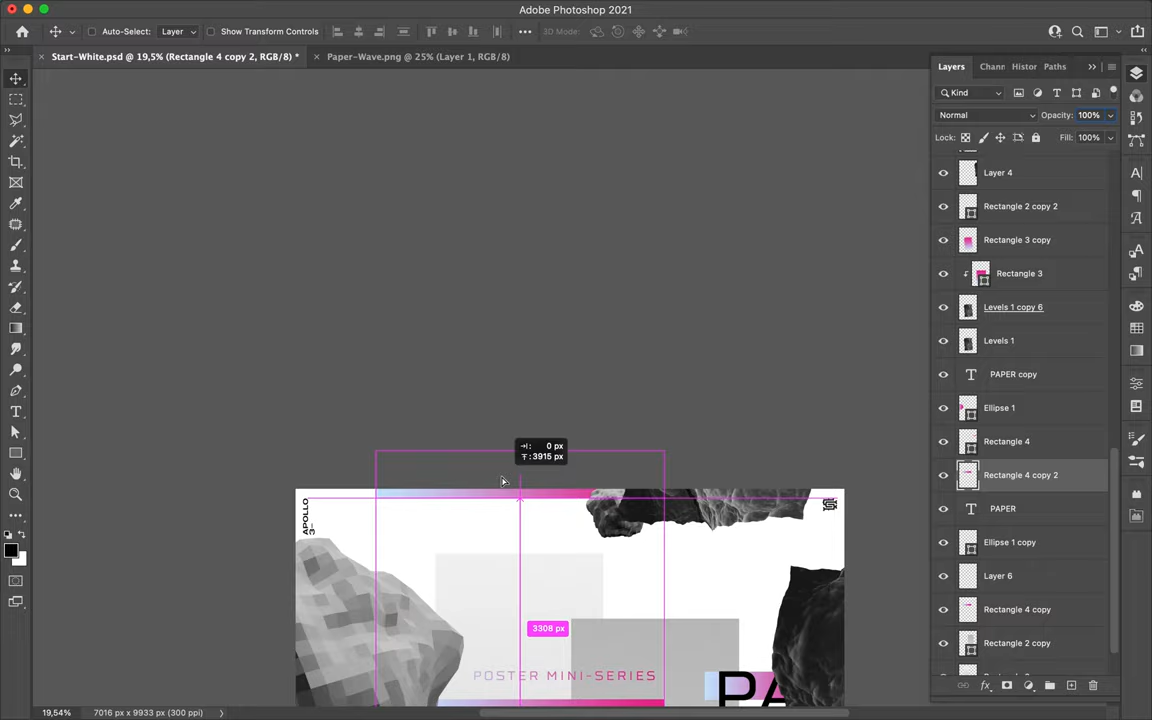 Adobe Photoshop 2021
Auto-Select: Layer Show Transform Controls 3D Mode:
Start-White.psd @ 19,5% (Rectangle 4 copy 2, RGB/8) * Paper-Wave.png @ 25% (Layer 1, RGB/8)
Layers Chann Histor Paths
Kind
Normal Opacity: 100%
Lock: Fill: 100%
Layer 4
Rectangle 2 copy 2
Rectangle 3 copy
Rectangle 3
Levels 1 copy 6
Levels 1
PAPER copy
Ellipse 1
Rectangle 4
Rectangle 4 copy 2
PAPER
Ellipse 1 copy
Layer 6
Rectangle 4 copy
Rectangle 2 copy
0 px
3915 px
APOLLO
3–
3308 px
POSTER MINI-SERIES
PA
19,54% 7016 px x 9933 px (300 ppi)